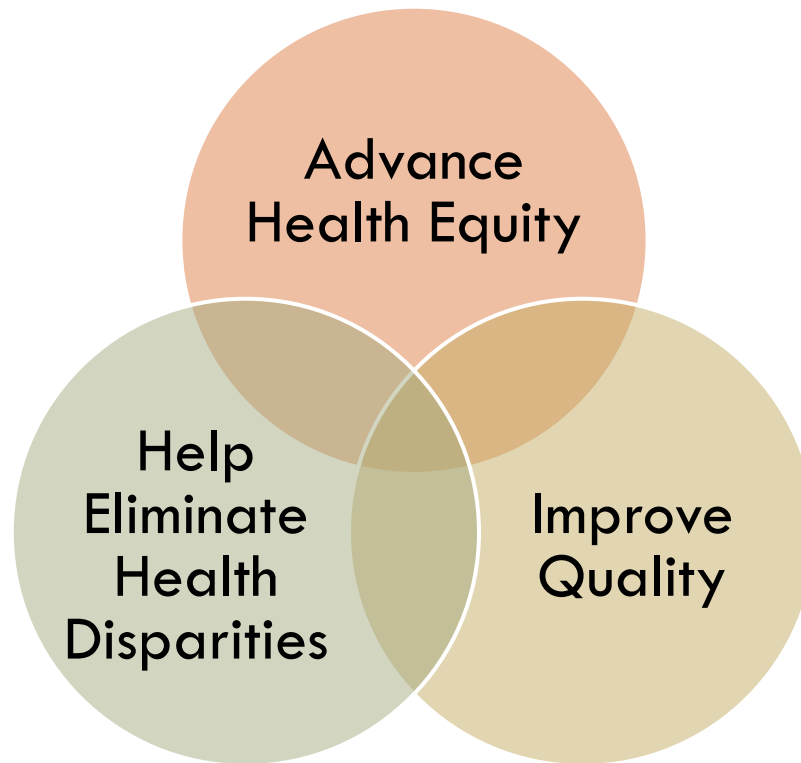 Advance
Health Equity
Help
Eliminate
Health
Disparities
Improve
Quality